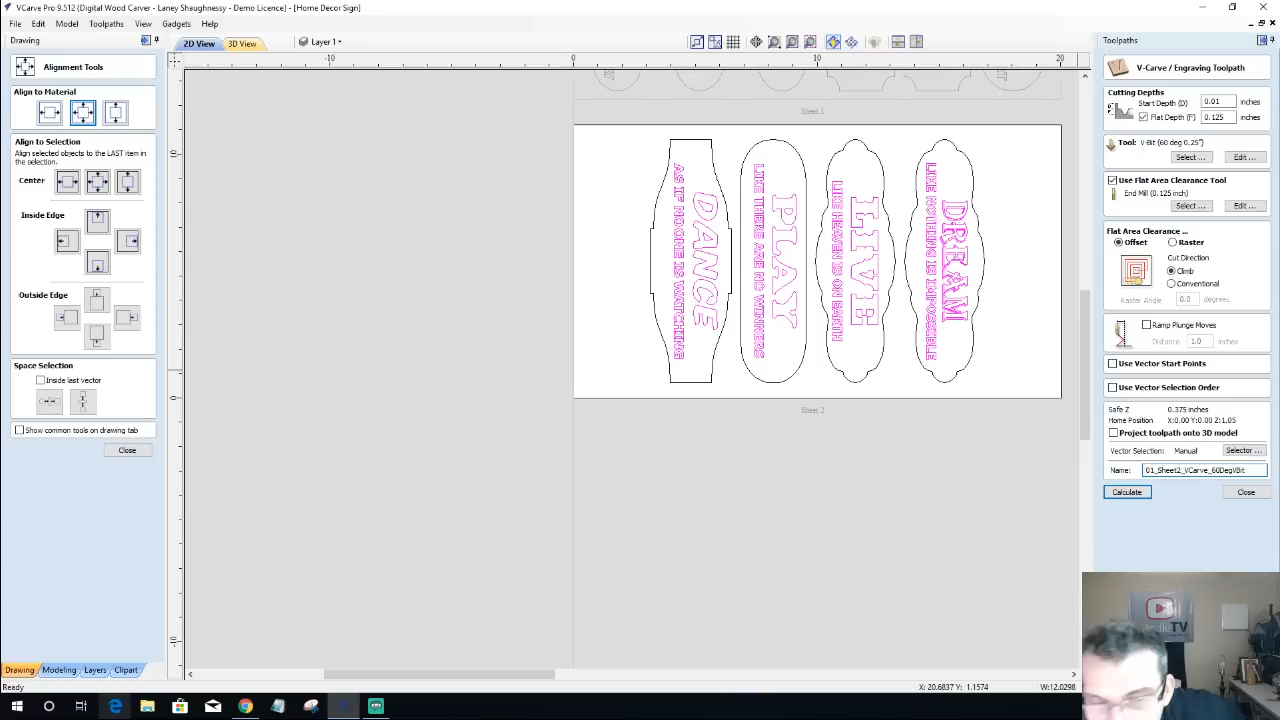 VCarve Pro 9.512 {Digital Wood Carver - Laney Shaughnessy - Demo Licence} - [Home Decor Sign]
File Edit Model Toolpaths View Gadgets Help
Drawing
2D View
3D View
Layer 1
Toolpaths
Alignment Tools
Align to Material
Align to Selection
Align selected objects to the LAST item in the selection.
Center
Inside Edge
Outside Edge
Space Selection
Inside last vector
Show common tools on drawing tab
Close
Drawing Modeling Layers Clipart
-10
0
10
20
Sheet 1
DANCE
AS IF NO ONE IS WATCHING
PLAY
LIKE THERE ARE NO WINNERS
LIVE
LIKE HEAVEN IS ON EARTH
DREAM
LIKE NOTHING IS IMPOSSIBLE
Sheet 2
V-Carve / Engraving Toolpath
Cutting Depths
Start Depth (D) 0.01 inches
Flat Depth (F) 0.125 inches
Tool: V-Bit (60 deg 0.25")
Select ... Edit ...
Use Flat Area Clearance Tool
End Mill (0.125 inch)
Select ... Edit ...
Flat Area Clearance ...
Offset Raster
Cut Direction
Climb
Conventional
Raster Angle 0.0 degrees
Ramp Plunge Moves
Distance 1.0 inches
Use Vector Start Points
Use Vector Selection Order
Safe Z 0.375 inches
Home Position X:0.00 Y:0.00 Z:1.05
Project toolpath onto 3D model
Vector Selection: Manual Selector ...
Name: 01_Sheet2_VCarve_60DegVBit
Calculate Close
Ready
X: 20.6837 Y: 1.1574
W:12.0298